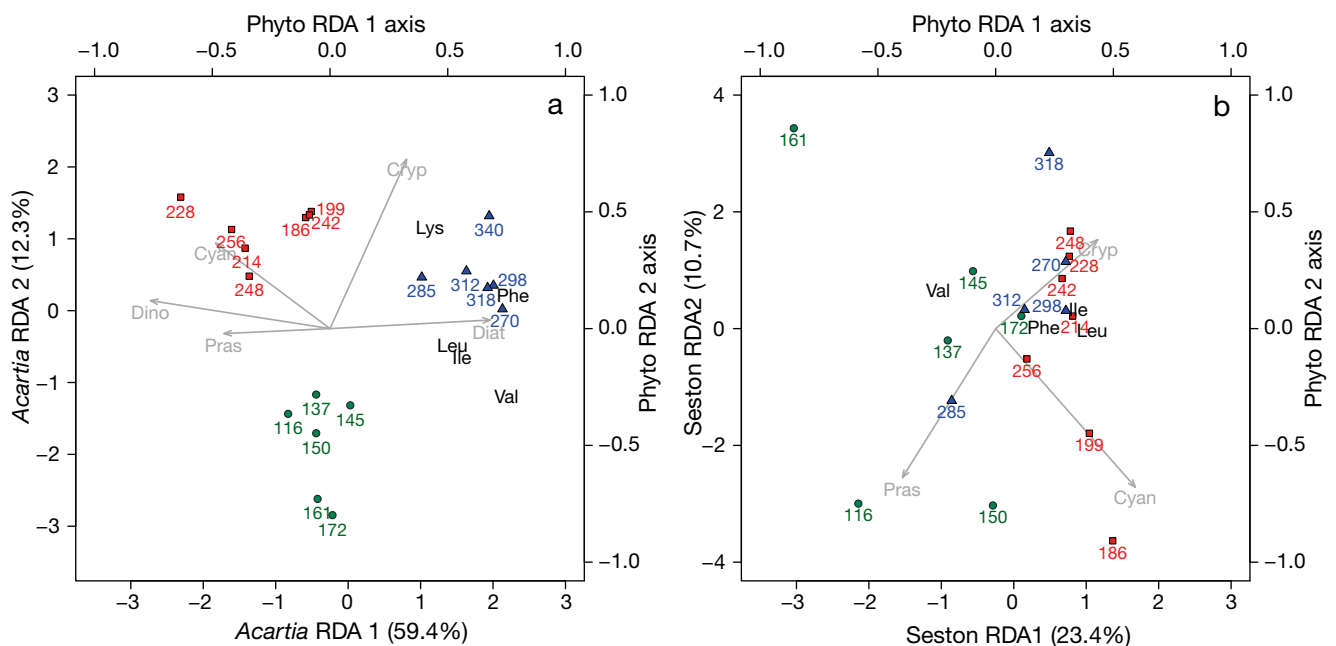 Phyto RDA 1 axis
−1.0 −0.5 0.0 0.5 1.0
a
3
2
1
0
−1
−2
−3
Acartia RDA 2 (12.3%)
1.0
0.5
0.0
−0.5
−1.0
Phyto RDA 2 axis
Cryp
228
199
186
242
256
Cyan
214
248
Lys
340
285
312
298
318
Phe
270
Dino
Pras
Diat
Leu
Ile
Val
137
145
116
150
161
172
−3 −2 −1 0 1 2 3
Acartia RDA 1 (59.4%)
Phyto RDA 1 axis
−1.0 −0.5 0.0 0.5 1.0
b
4
2
0
−2
−4
Seston RDA2 (10.7%)
1.0
0.5
0.0
−0.5
−1.0
Phyto RDA 2 axis
161
318
248
Cryp
270
228
145
242
Val
312
298
Ile
172
Phe
214
Leu
137
256
285
199
Pras
Cyan
116
150
186
−3 −2 −1 0 1 2 3
Seston RDA1 (23.4%)